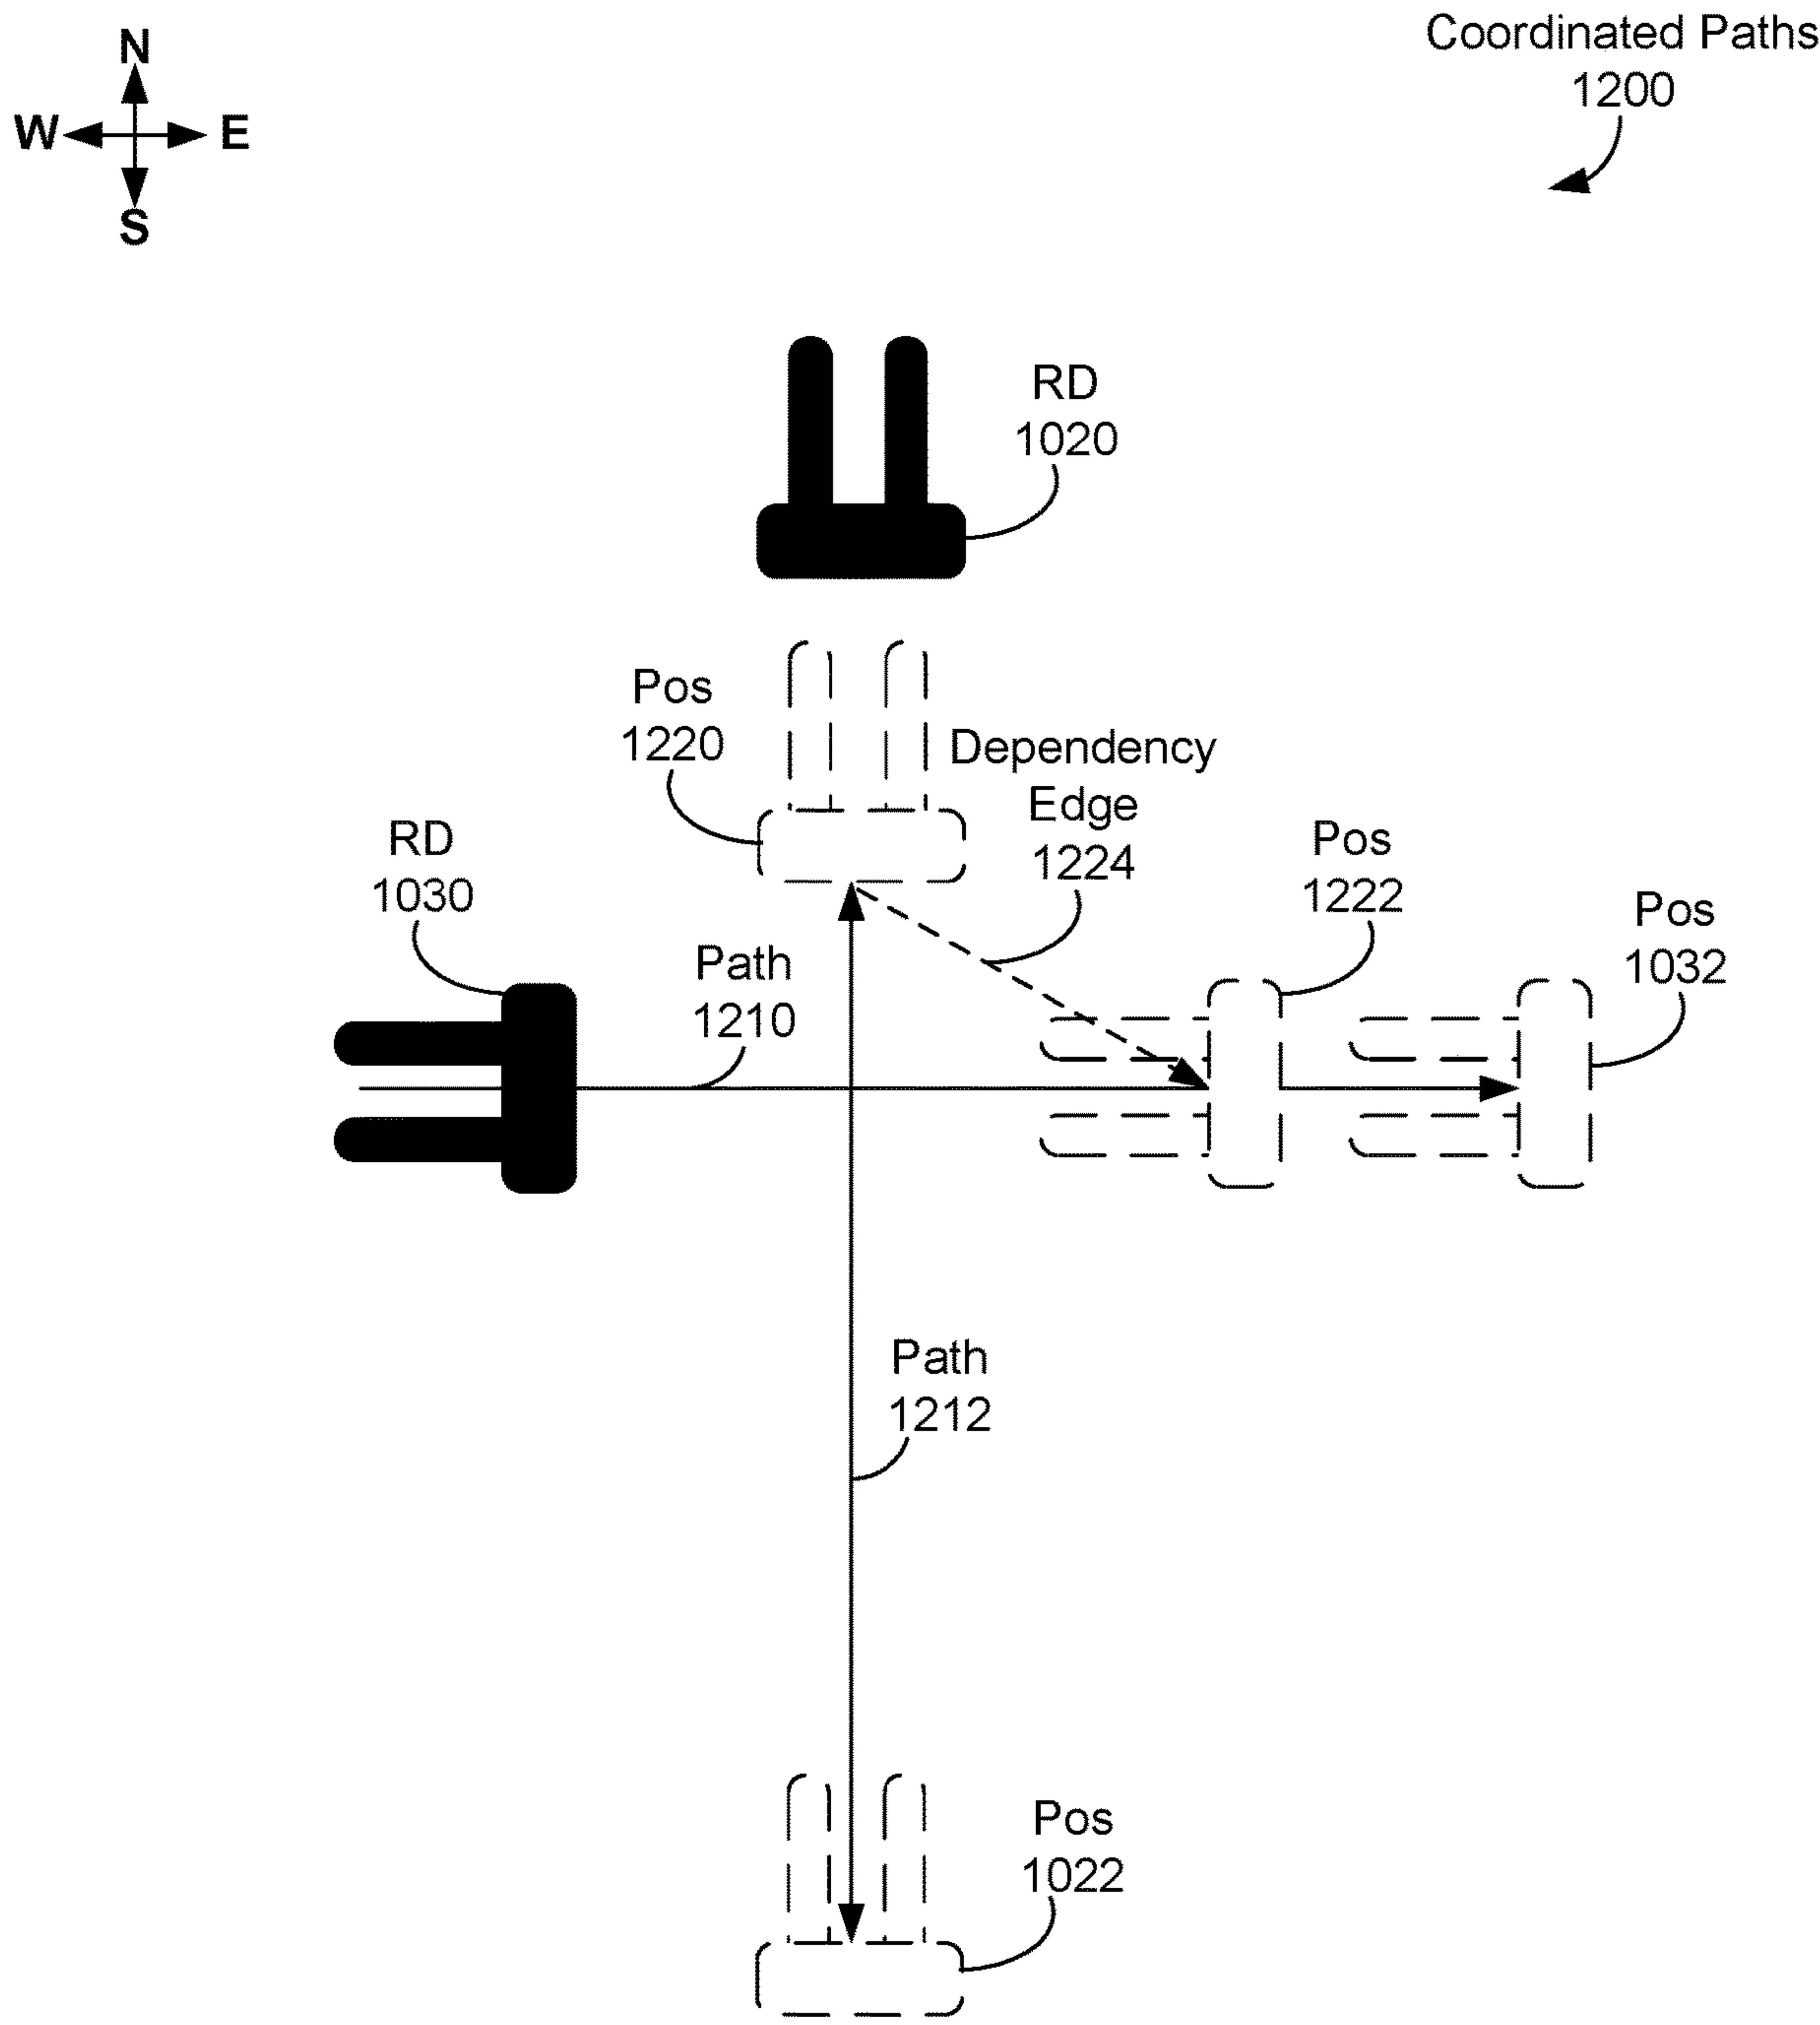 N
W
E
S
Coordinated Paths
1200
RD
1020
Pos
1220
Dependency
Edge
1224
RD
1030
Pos
1222
Pos
1032
Path
1210
Path
1212
Pos
1022